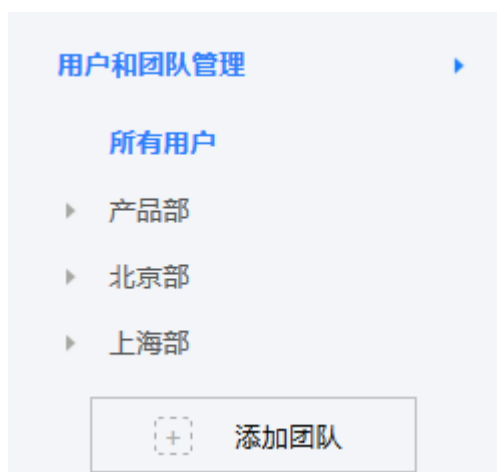 用户和团队管理
所有用户
产品部
北京部
上海部
添加团队